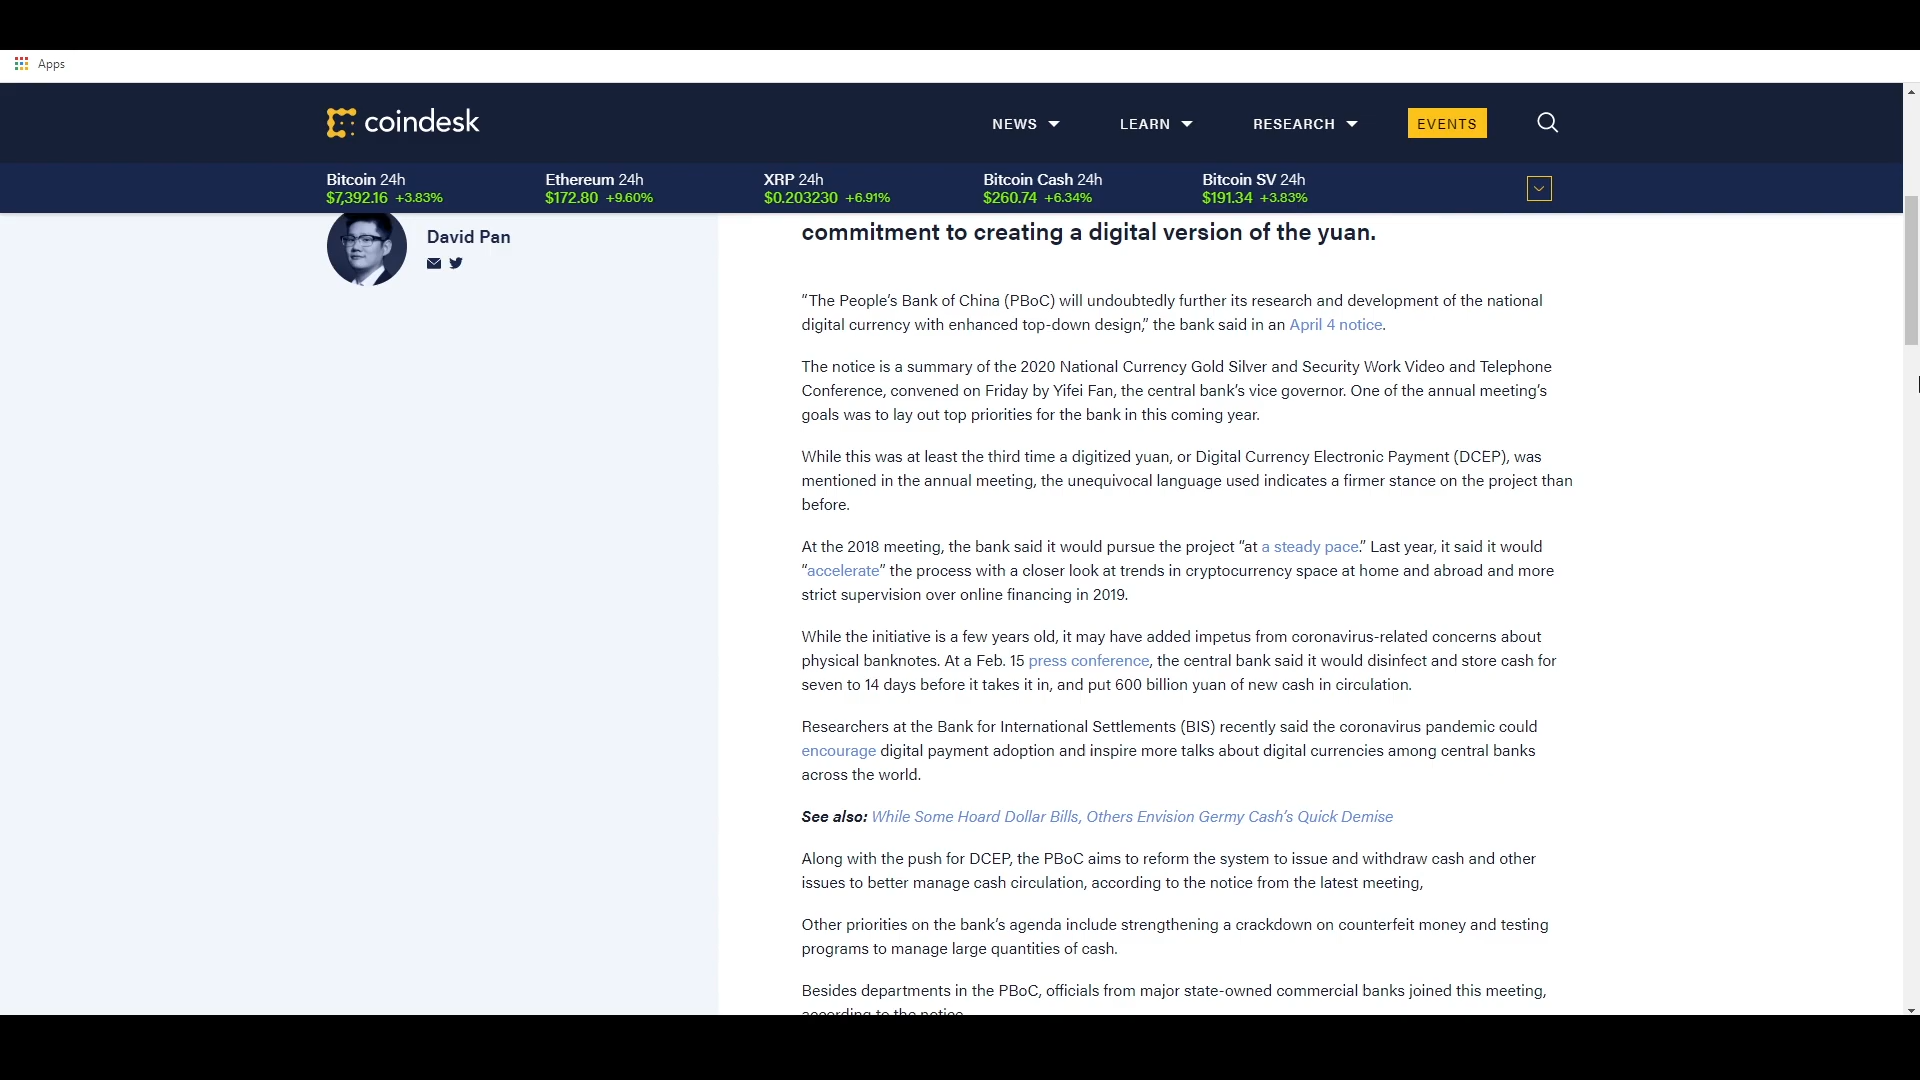 Apps
coindesk
NEWS
LEARN
RESEARCH
EVENTS
Bitcoin 24h
$7,392.16 +3.83%
Ethereum 24h
$172.80 +9.60%
XRP 24h
$0.203230 +6.91%
Bitcoin Cash 24h
$260.74 +6.34%
Bitcoin SV 24h
$191.34 +3.83%
David Pan
commitment to creating a digital version of the yuan.
“The People’s Bank of China (PBoC) will undoubtedly further its research and development of the national
digital currency with enhanced top-down design,” the bank said in an April 4 notice.
The notice is a summary of the 2020 National Currency Gold Silver and Security Work Video and Telephone
Conference, convened on Friday by Yifei Fan, the central bank’s vice governor. One of the annual meeting’s
goals was to lay out top priorities for the bank in this coming year.
While this was at least the third time a digitized yuan, or Digital Currency Electronic Payment (DCEP), was
mentioned in the annual meeting, the unequivocal language used indicates a firmer stance on the project than
before.
At the 2018 meeting, the bank said it would pursue the project “at a steady pace.” Last year, it said it would
“accelerate” the process with a closer look at trends in cryptocurrency space at home and abroad and more
strict supervision over online financing in 2019.
While the initiative is a few years old, it may have added impetus from coronavirus-related concerns about
physical banknotes. At a Feb. 15 press conference, the central bank said it would disinfect and store cash for
seven to 14 days before it takes it in, and put 600 billion yuan of new cash in circulation.
Researchers at the Bank for International Settlements (BIS) recently said the coronavirus pandemic could
encourage digital payment adoption and inspire more talks about digital currencies among central banks
across the world.
See also: While Some Hoard Dollar Bills, Others Envision Germy Cash’s Quick Demise
Along with the push for DCEP, the PBoC aims to reform the system to issue and withdraw cash and other
issues to better manage cash circulation, according to the notice from the latest meeting,
Other priorities on the bank’s agenda include strengthening a crackdown on counterfeit money and testing
programs to manage large quantities of cash.
Besides departments in the PBoC, officials from major state-owned commercial banks joined this meeting,
according to the notice.